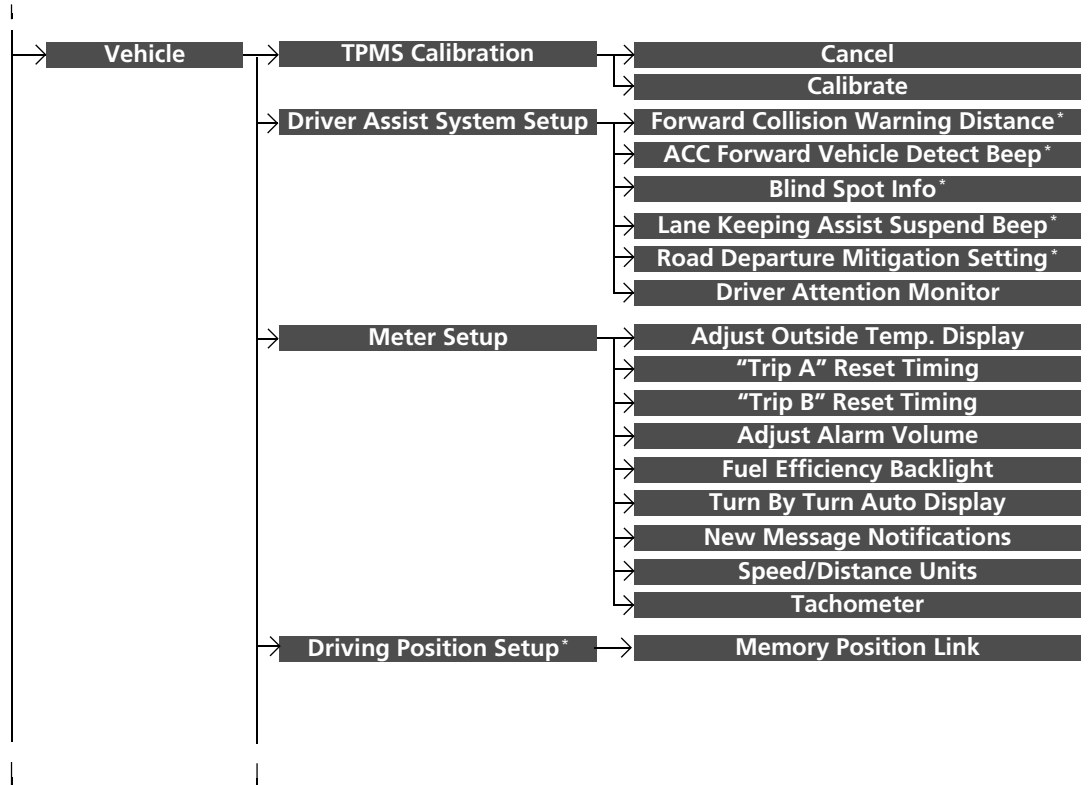 Vehicle
TPMS Calibration
Cancel
Calibrate
Driver Assist System Setup
Forward Collision Warning Distance*
ACC Forward Vehicle Detect Beep*
Blind Spot Info*
Lane Keeping Assist Suspend Beep*
Road Departure Mitigation Setting*
Driver Attention Monitor
Meter Setup
Adjust Outside Temp. Display
“Trip A” Reset Timing
“Trip B” Reset Timing
Adjust Alarm Volume
Fuel Efficiency Backlight
Turn By Turn Auto Display
New Message Notifications
Speed/Distance Units
Tachometer
Driving Position Setup*
Memory Position Link